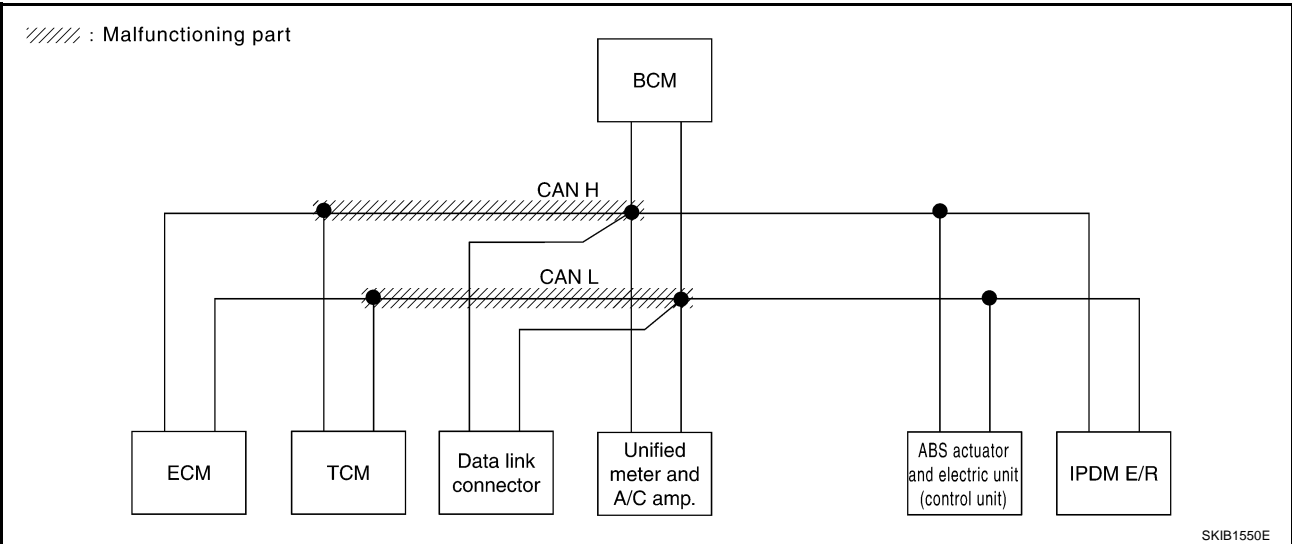 : Malfunctioning part
BCM
CAN H
CAN L
ECM
TCM
Data link
connector
Unified
meter and
A/C amp.
ABS actuator
and electric unit
(control unit)
IPDM E/R
SKIB1550E